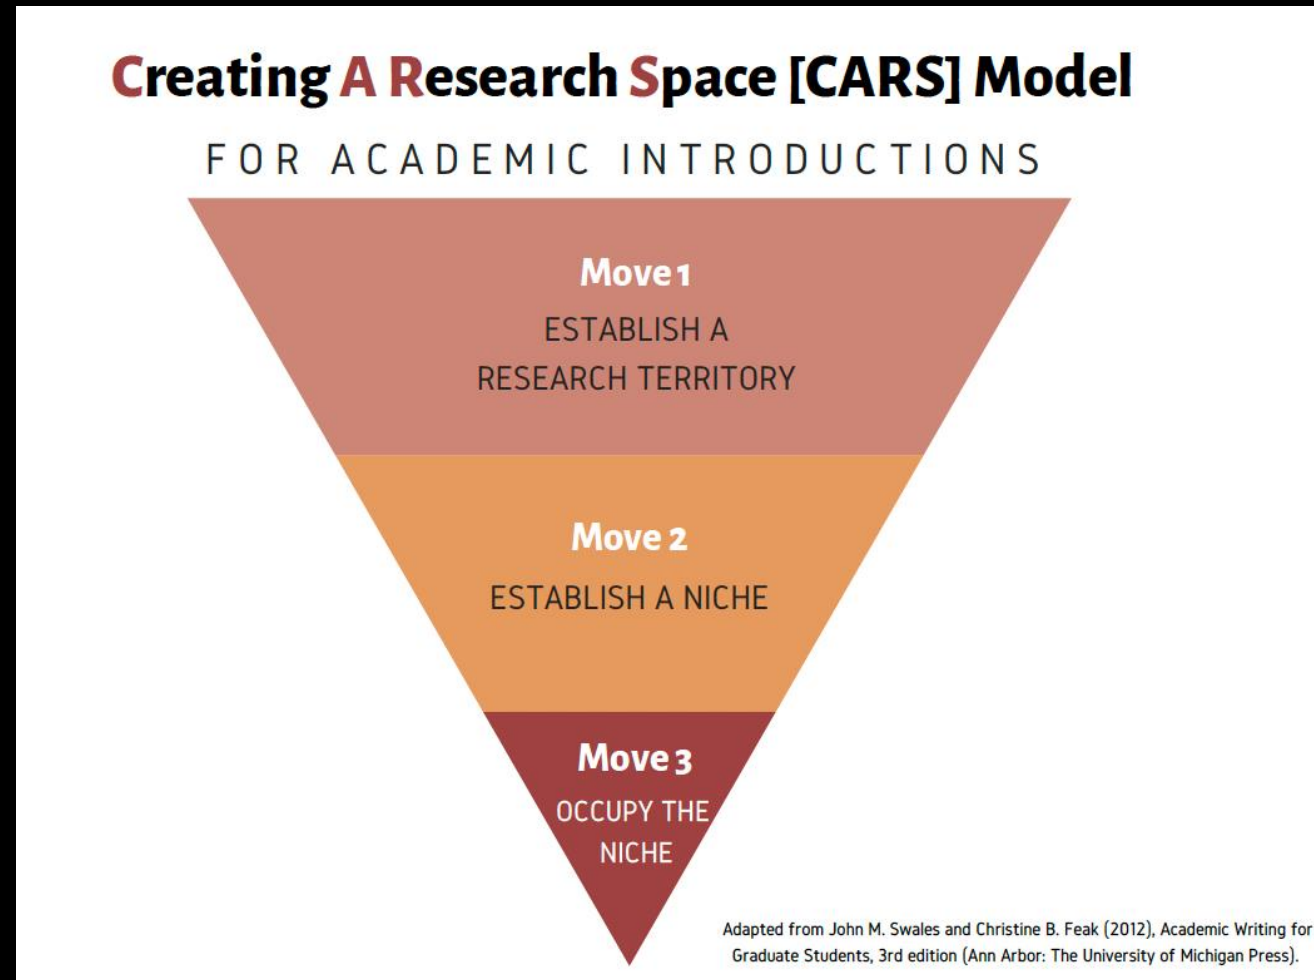 Creating A Research Space [CARS] Model
FOR ACADEMIC INTRODUCTIONS
Move 1
ESTABLISH A
RESEARCH TERRITORY
Move 2
ESTABLISH A NICHE
Move 3
OCCUPY THE
NICHE
Adapted from John M. Swales and Christine B. Feak (2012), Academic Writing for
Graduate Students, 3rd edition (Ann Arbor: The University of Michigan Press).